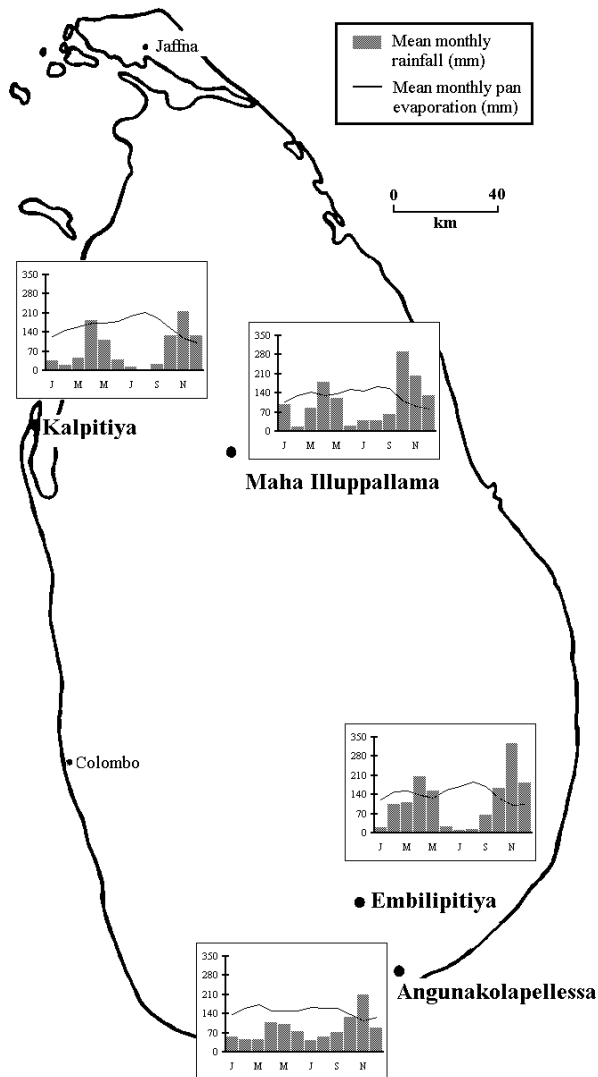 Jaffna
Mean monthly
rainfall (mm)
Mean monthly pan
evaporation (mm)
0 40
km
350
280
210
140
70
0
J M M J S N
Kalpitiya
350
280
210
140
70
0
J M M J S N
Maha Illuppallama
Colombo
350
280
210
140
70
0
J M M J S N
Embilipitiya
350
280
210
140
70
0
J M M J S N
Angunakolapellessa